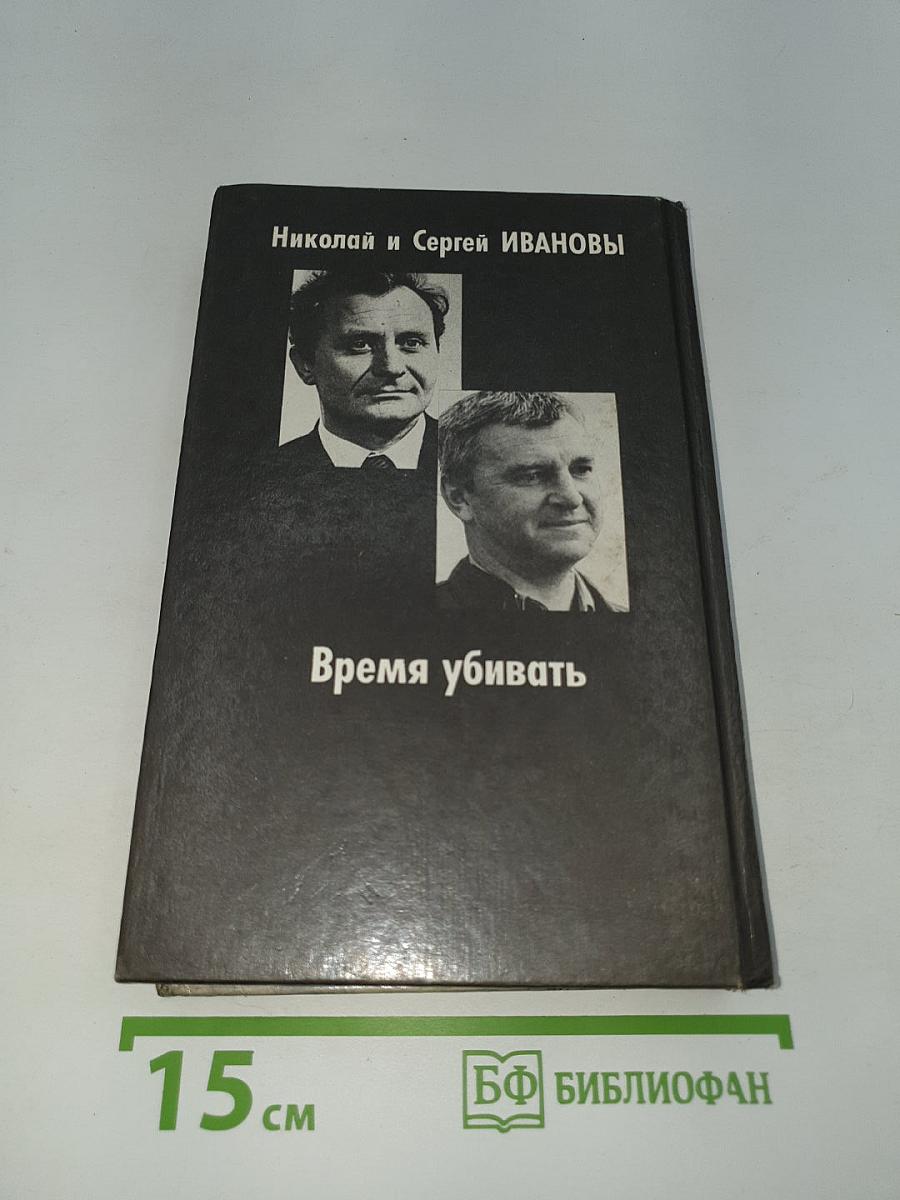 Николай и Сергей ИВАНОВЫ
Время убивать
15 см
БФ БИБЛИОФАН